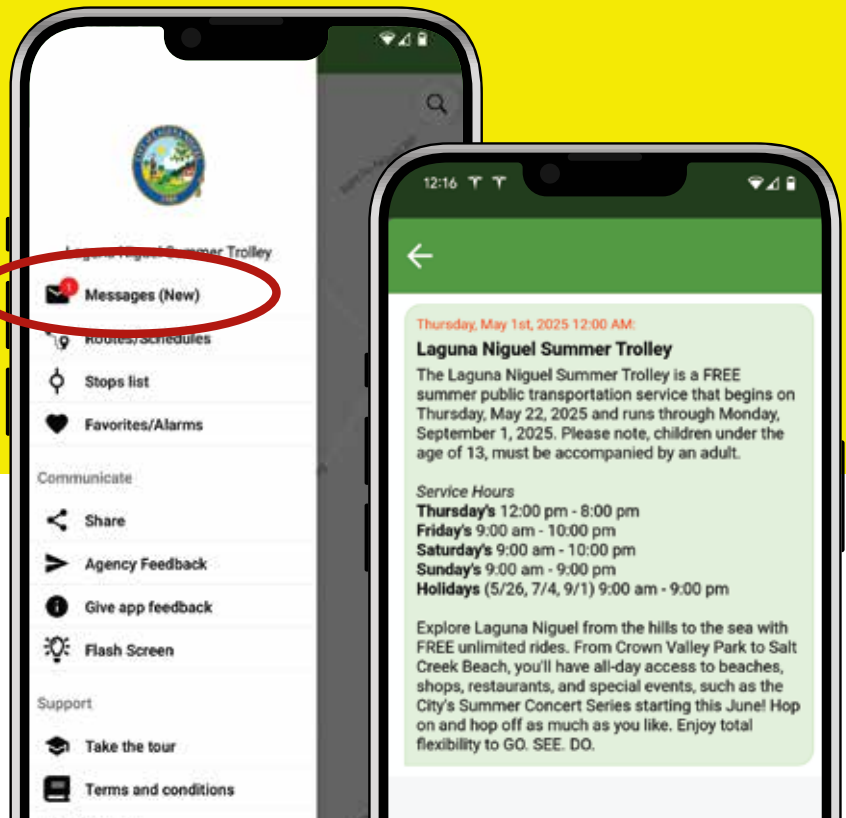 Laguna Niguel Summer Trolley
1
Messages (New)
Routes/Schedules
Stops list
Favorites/Alarms
Communicate
Share
Agency Feedback
Give app feedback
Flash Screen
Support
Take the tour
Terms and conditions
12:16
Thursday, May 1st, 2025 12:00 AM:
Laguna Niguel Summer Trolley
The Laguna Niguel Summer Trolley is a FREE
summer public transportation service that begins on
Thursday, May 22, 2025 and runs through Monday,
September 1, 2025. Please note, children under the
age of 13, must be accompanied by an adult.
Service Hours
Thursday's 12:00 pm - 8:00 pm
Friday's 9:00 am - 10:00 pm
Saturday's 9:00 am - 10:00 pm
Sunday's 9:00 am - 9:00 pm
Holidays (5/26, 7/4, 9/1) 9:00 am - 9:00 pm
Explore Laguna Niguel from the hills to the sea with
FREE unlimited rides. From Crown Valley Park to Salt
Creek Beach, you'll have all-day access to beaches,
shops, restaurants, and special events, such as the
City's Summer Concert Series starting this June! Hop
on and hop off as much as you like. Enjoy total
flexibility to GO. SEE. DO.